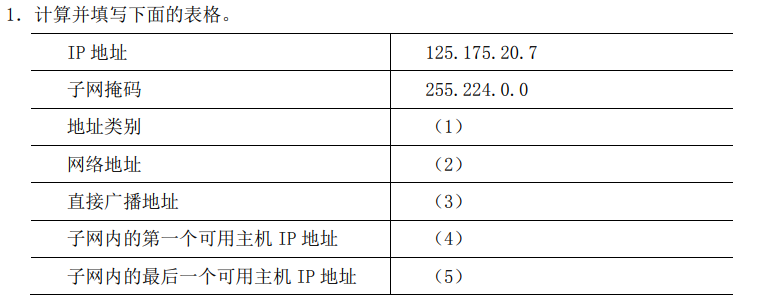 1. 计算并填写下面的表格。
IP 地址 125.175.20.7
子网掩码 255.224.0.0
地址类别 （1）
网络地址 （2）
直接广播地址 （3）
子网内的第一个可用主机 IP 地址 （4）
子网内的最后一个可用主机 IP 地址 （5）